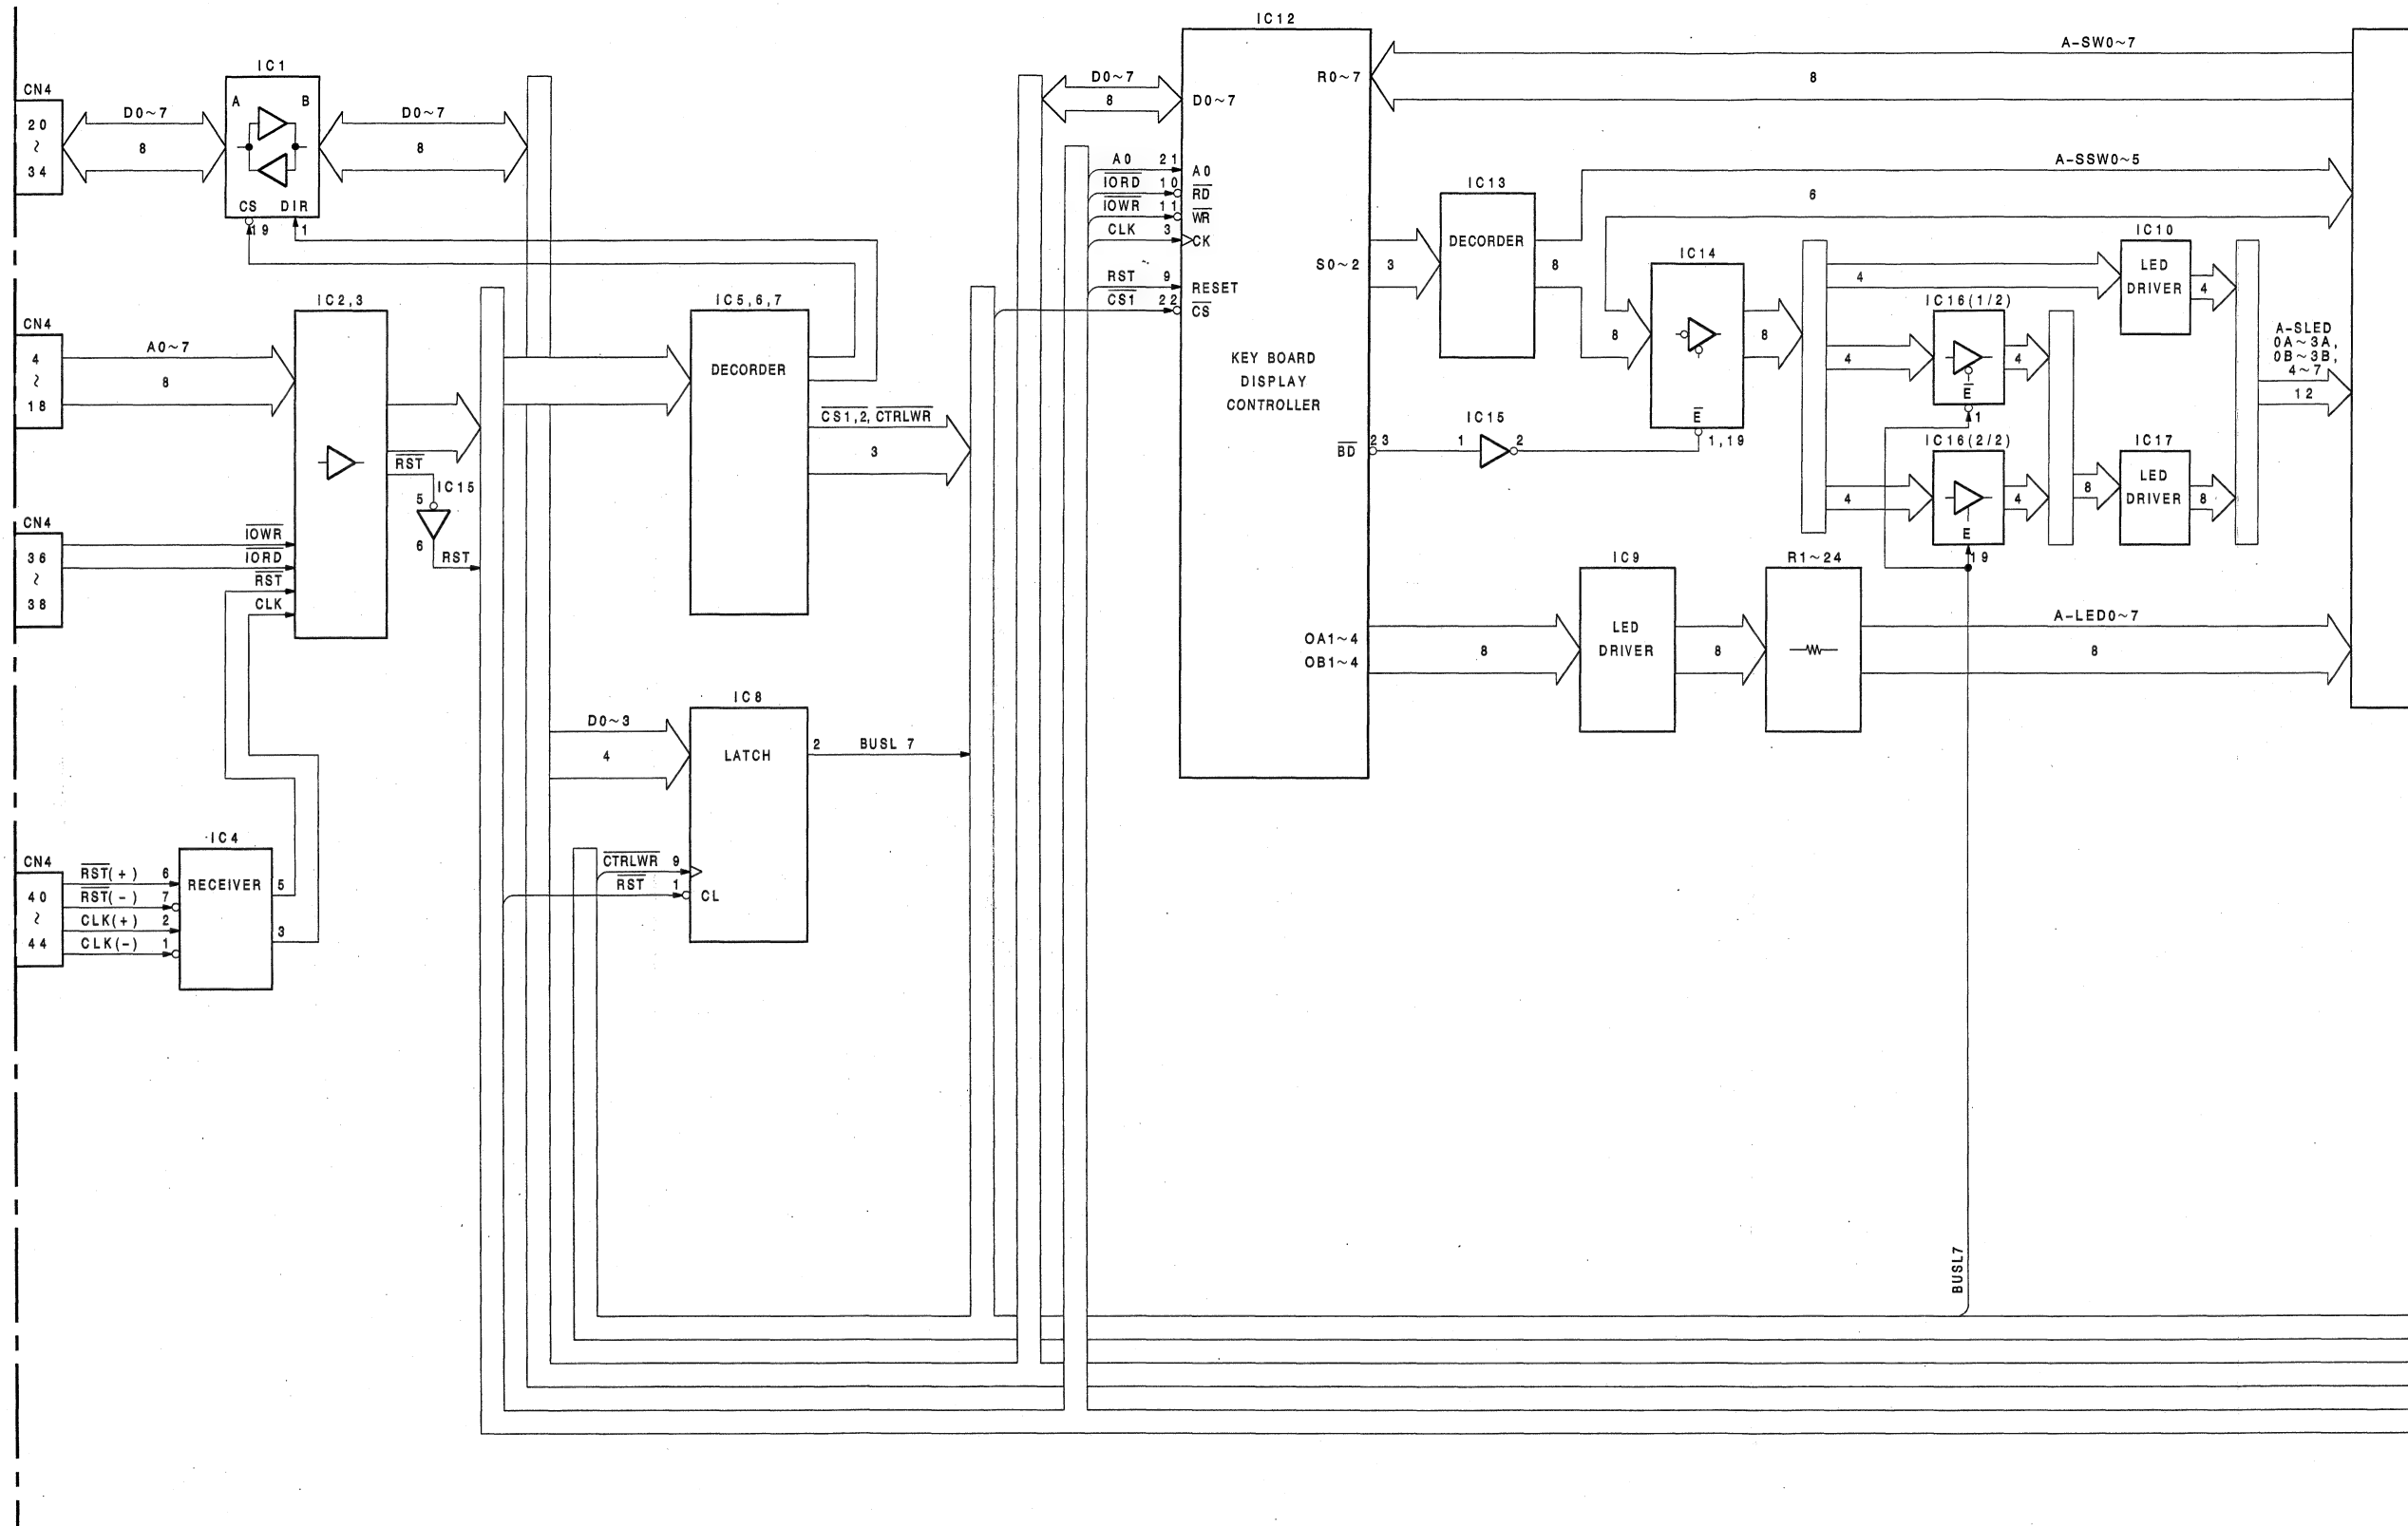 IC12
A-SW0~7
8
R0~7
D0~7
8
D0~7
IC1
A B
CS DIR
19 1
CN4
20
~
34
D0~7
8
D0~7
8
A0 21 A0
IORD 10 RD
IOWR 11 WR
CLK 3 CK
RST 9 RESET
CS1 22 CS
KEY BOARD
DISPLAY
CONTROLLER
S0~2
3
BD
23
OA1~4
OB1~4
8
IC13
DECORDER
8
A-SSW0~5
6
IC14
8
E
1,19
8
IC15
1 2
4
IC10
LED
DRIVER
4
IC16(1/2)
4
E
1
4
IC16(2/2)
4
E
19
4
8
IC17
LED
DRIVER
8
A-SLED
0A~3A,
0B~3B,
4~7
12
IC9
LED
DRIVER
8
R1~24
A-LED0~7
8
BUSL7
CN4
4
~
18
A0~7
8
IC2,3
RST
IC15
5
6
RST
IC5,6,7
DECORDER
CS1,2, CTRLWR
3
CN4
36
~
38
IOWR
IORD
RST
CLK
IC8
LATCH
D0~3
4
2 BUSL 7
CTRLWR 9
RST 1 CL
IC4
RECEIVER
5
3
CN4
40
~
44
RST(+) 6
RST(-) 7
CLK(+) 2
CLK(-) 1